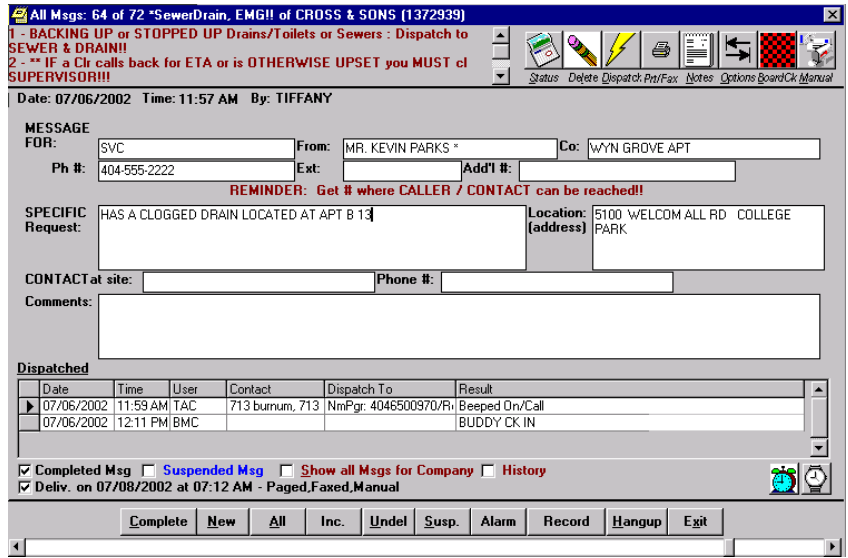 All Msgs: 64 of 72 *SewerDrain, EMG!! of CROSS & SONS (1372939)
1 - BACKING UP or STOPPED UP Drains/Toilets or Sewers : Dispatch to
SEWER & DRAIN!!
2 - ** IF a Clr calls back for ETA or is OTHERWISE UPSET you MUST cl
SUPERVISOR!!!
Status Delete Dispatch Prt/Fax Notes Options BoardCk Manual
Date: 07/06/2002 Time: 11:57 AM By: TIFFANY
MESSAGE
FOR: SVC From: MR. KEVIN PARKS * Co: WYN GROVE APT
Ph #: 404-555-2222 Ext: Add'l #:
REMINDER: Get # where CALLER / CONTACT can be reached!!
SPECIFIC HAS A CLOGGED DRAIN LOCATED AT APT B 13 Location: 5100 WELCOM ALL RD COLLEGE
Request: (address) PARK
CONTACT at site: Phone #:
Comments:
Dispatched
Date Time User Contact Dispatch To Result
07/06/2002 11:59 AM TAC 713 burnum, 713 NmPgr: 4046500970/R Beeped On/Call
07/06/2002 12:11 PM BMC BUDDY CK IN
Completed Msg Suspended Msg Show all Msgs for Company History
Deliv. on 07/08/2002 at 07:12 AM - Paged,Faxed,Manual
Complete New All Inc. Undel Susp. Alarm Record Hangup Exit